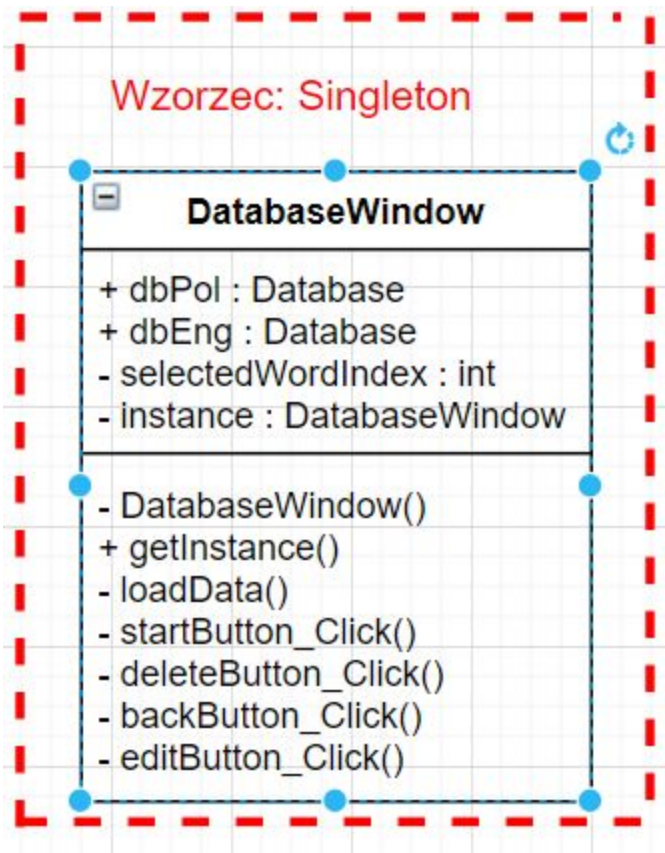 Wzorzec: Singleton
DatabaseWindow
+ dbPol : Database
+ dbEng : Database
- selectedWordIndex : int
- instance : DatabaseWindow
- DatabaseWindow()
+ getInstance()
- loadData()
- startButton_Click()
- deleteButton_Click()
- backButton_Click()
- editButton_Click()